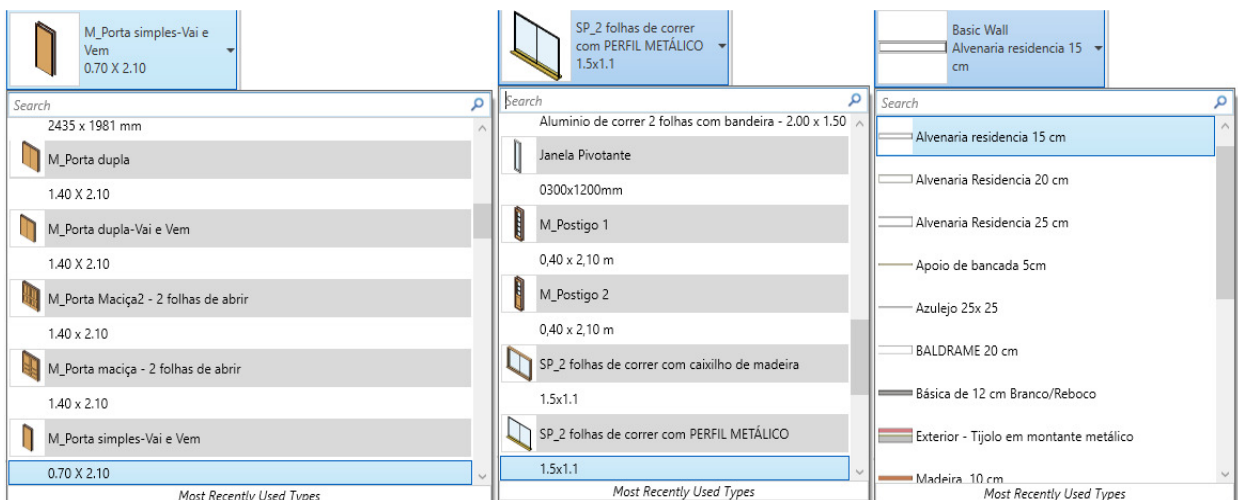 M_Porta simples-Vai e
Vem
0.70 X 2.10
Search
2435 x 1981 mm
M_Porta dupla
1.40 X 2.10
M_Porta dupla-Vai e Vem
1.40 X 2.10
M_Porta Maciça2 - 2 folhas de abrir
1.40 x 2.10
M_Porta maciça - 2 folhas de abrir
1.40 x 2.10
M_Porta simples-Vai e Vem
0.70 X 2.10
Most Recently Used Types
SP_2 folhas de correr
com PERFIL METÁLICO
1.5x1.1
Search
Aluminio de correr 2 folhas com bandeira - 2.00 x 1.50
Janela Pivotante
0300x1200mm
M_Postigo 1
0,40 x 2,10 m
M_Postigo 2
0,40 x 2,10 m
SP_2 folhas de correr com caixilho de madeira
1.5x1.1
SP_2 folhas de correr com PERFIL METÁLICO
1.5x1.1
Most Recently Used Types
Basic Wall
Alvenaria residencia 15
cm
Search
Alvenaria residencia 15 cm
Alvenaria Residencia 20 cm
Alvenaria Residencia 25 cm
Apoio de bancada 5cm
Azulejo 25x 25
BALDRAME 20 cm
Básica de 12 cm Branco/Reboco
Exterior - Tijolo em montante metálico
Madeira 10 cm
Most Recently Used Types